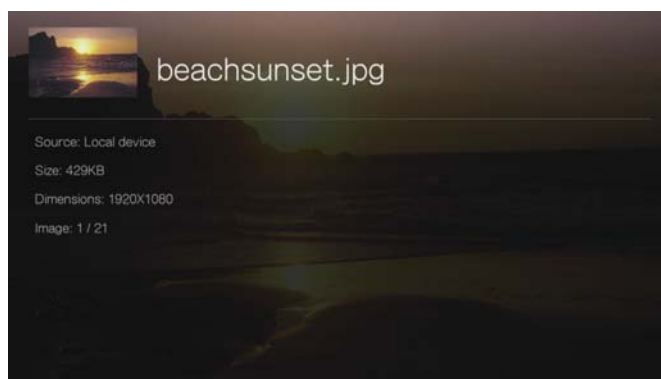 beachsunset.jpg
Source: Local device
Size: 429KB
Dimensions: 1920X1080
Image: 1 / 21